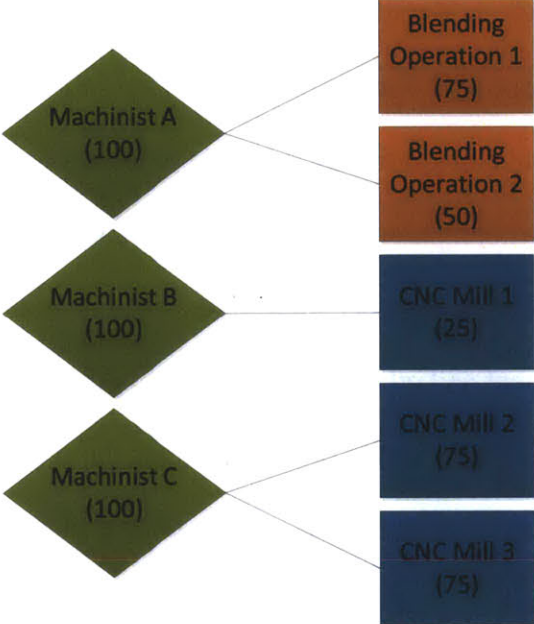 Machinist A
(100)
Blending
Operation 1
(75)
Blending
Operation 2
(50)
Machinist B
(100)
CNC Mill 1
(25)
Machinist C
(100)
CNC Mill 2
(75)
CNC Mill 3
(75)